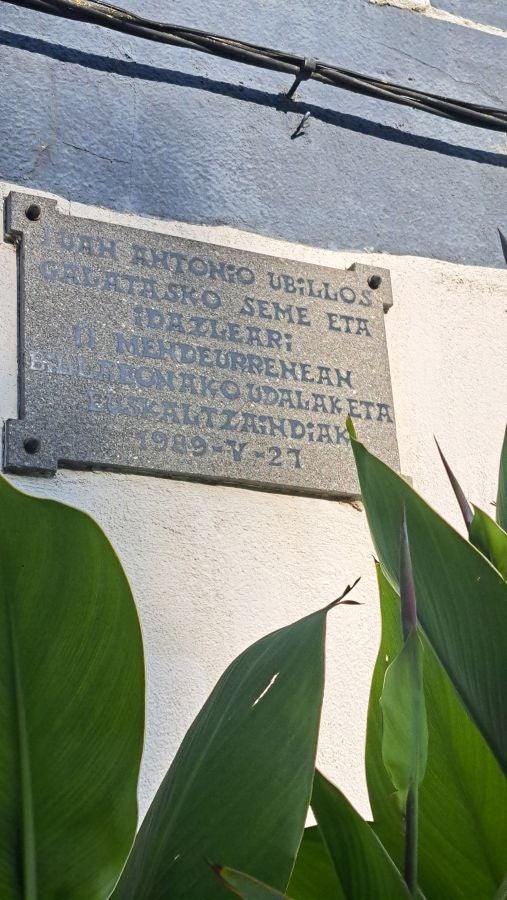 JUAN ANTONIO UBILLOS
GALATASKO SEME ETA
IDAZLEARI
II MENDEURRENEAN
BILLABONAKO UDALAK ETA
EUSKALTZAINDIAK
1989-V-27